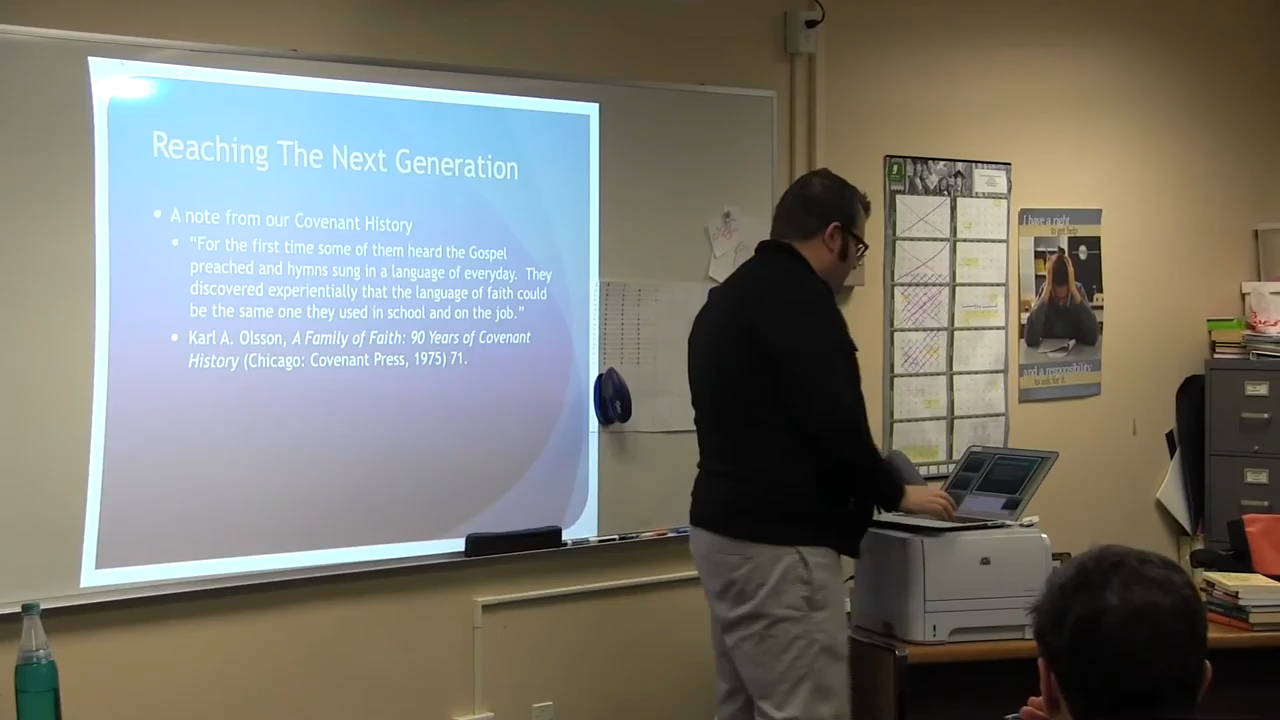 Reaching The Next Generation
• A note from our Covenant History
• “For the first time some of them heard the Gospel
preached and hymns sung in a language of everyday. They
discovered experientially that the language of faith could
be the same one they used in school and on the job.”
• Karl A. Olsson, A Family of Faith: 90 Years of Covenant
History (Chicago: Covenant Press, 1975) 71.
I have a right
to get help
and a responsibility
to ask for it.
hp